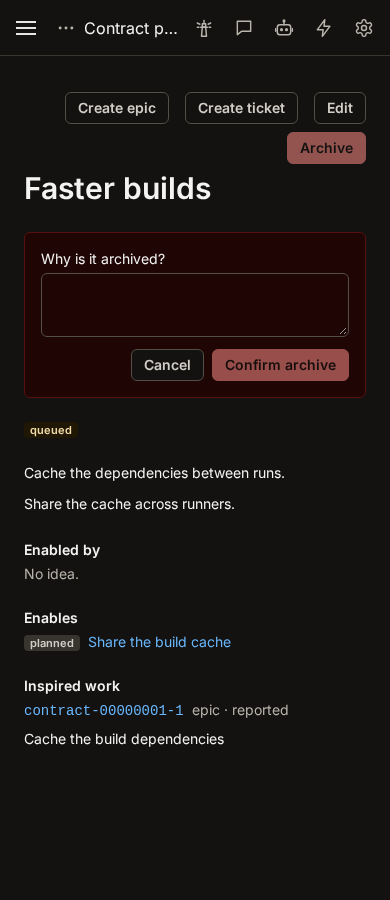 Contract p...
Create epic
Create ticket
Edit
Archive
Faster builds
Why is it archived?
Cancel
Confirm archive
queued
Cache the dependencies between runs.
Share the cache across runners.
Enabled by
No idea.
Enables
planned Share the build cache
Inspired work
contract-00000001-1 epic · reported
Cache the build dependencies